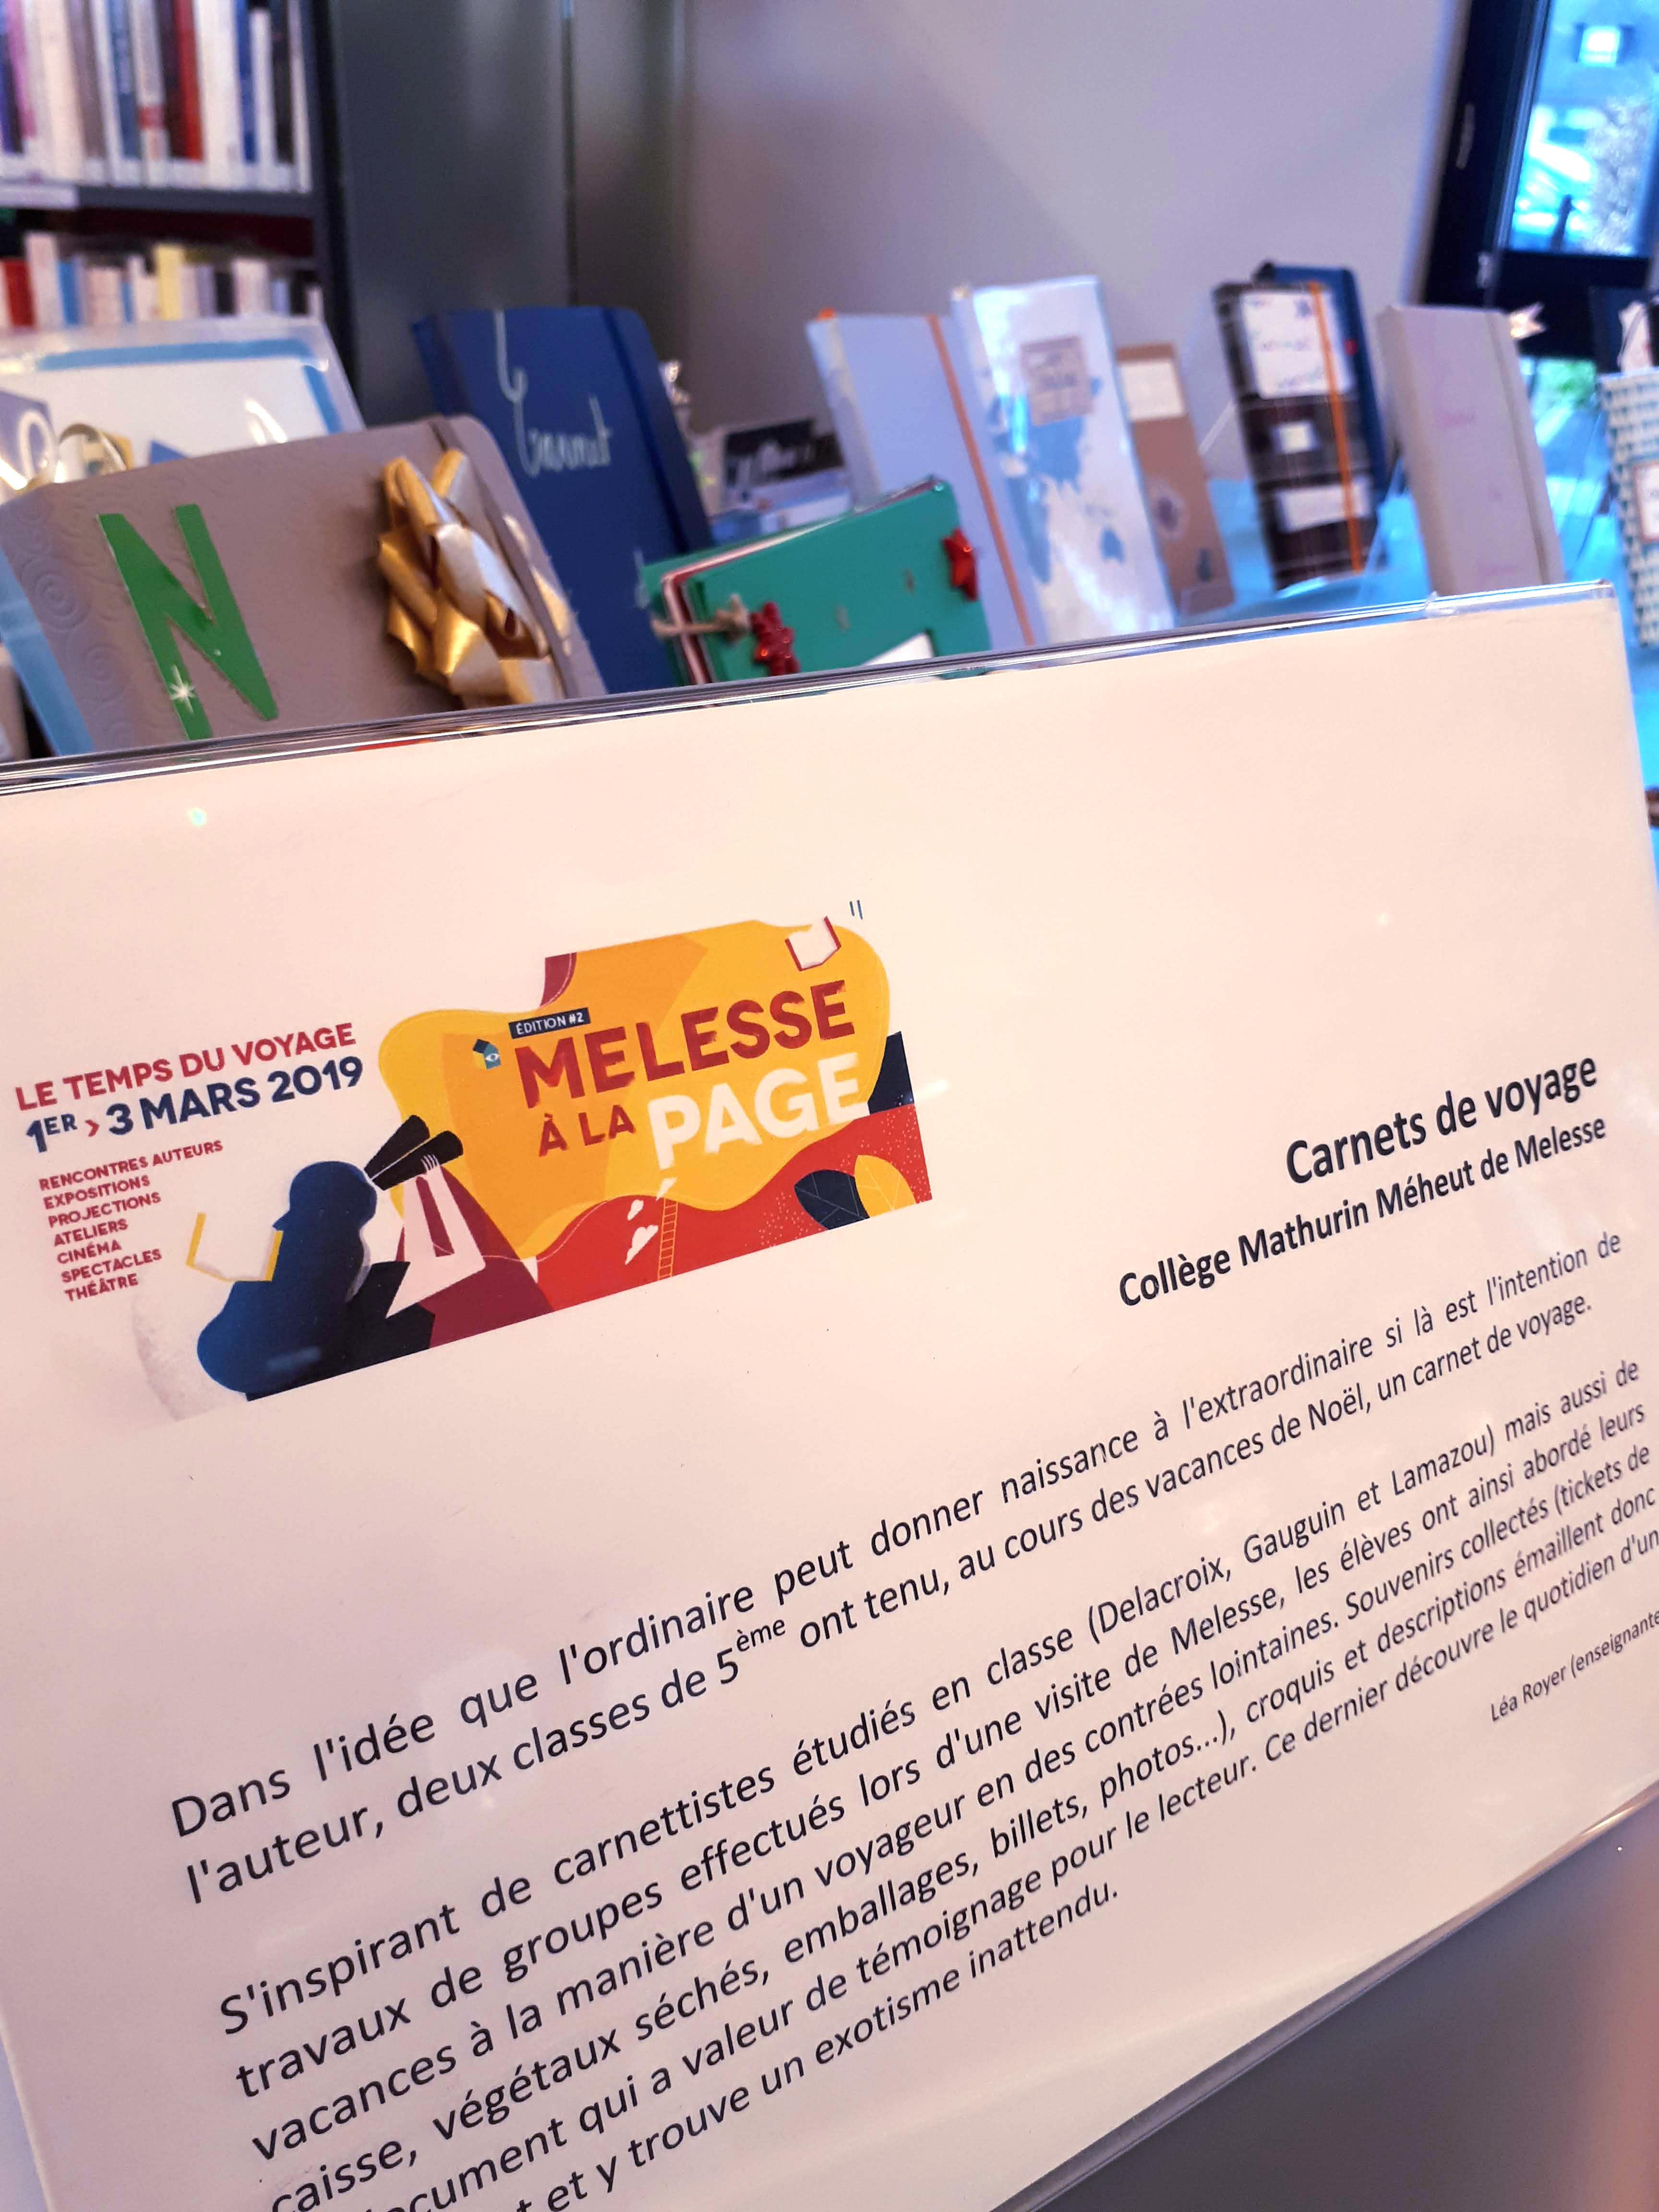 N
Carnet
LE TEMPS DU VOYAGE
1ER > 3 MARS 2019
RENCONTRES AUTEURS
EXPOSITIONS
PROJECTIONS
ATELIERS
CINÉMA
SPECTACLES
THÉÂTRE
ÉDITION #2
MELESSE
À LA PAGE
Carnets de voyage
Collège Mathurin Méheut de Melesse
Dans l'idée que l'ordinaire peut donner naissance à l'extraordinaire si là est l'intention de
l'auteur, deux classes de 5ème ont tenu, au cours des vacances de Noël, un carnet de voyage.
S'inspirant de carnettistes étudiés en classe (Delacroix, Gauguin et Lamazou) mais aussi de
travaux de groupes effectués lors d'une visite de Melesse, les élèves ont ainsi abordé leurs
vacances à la manière d'un voyageur en des contrées lointaines. Souvenirs collectés (tickets de
caisse, végétaux séchés, emballages, billets, photos...), croquis et descriptions émaillent donc
document qui a valeur de témoignage pour le lecteur. Ce dernier découvre le quotidien d'un
et y trouve un exotisme inattendu.
Léa Royer (enseignante